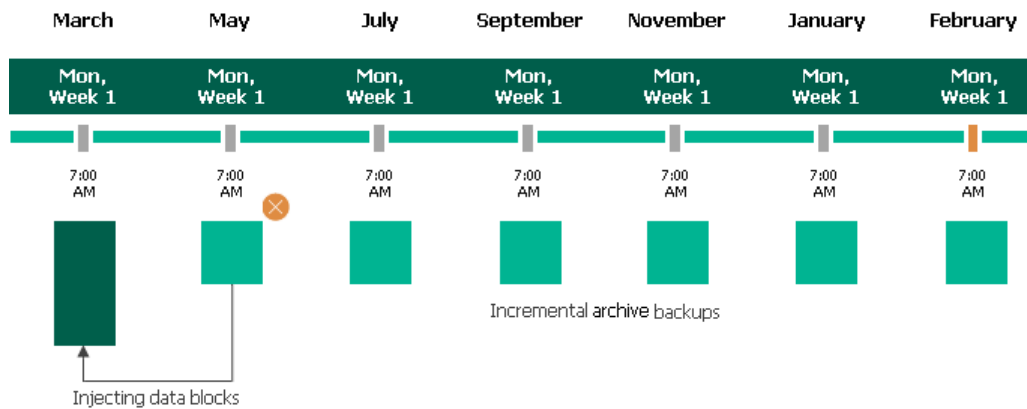 March May July September November January February
Mon, Mon, Mon, Mon, Mon, Mon, Mon,
Week 1 Week 1 Week 1 Week 1 Week 1 Week 1 Week 1
7:00 7:00 7:00 7:00 7:00 7:00 7:00
AM AM AM AM AM AM AM
Incremental archive backups
Injecting data blocks